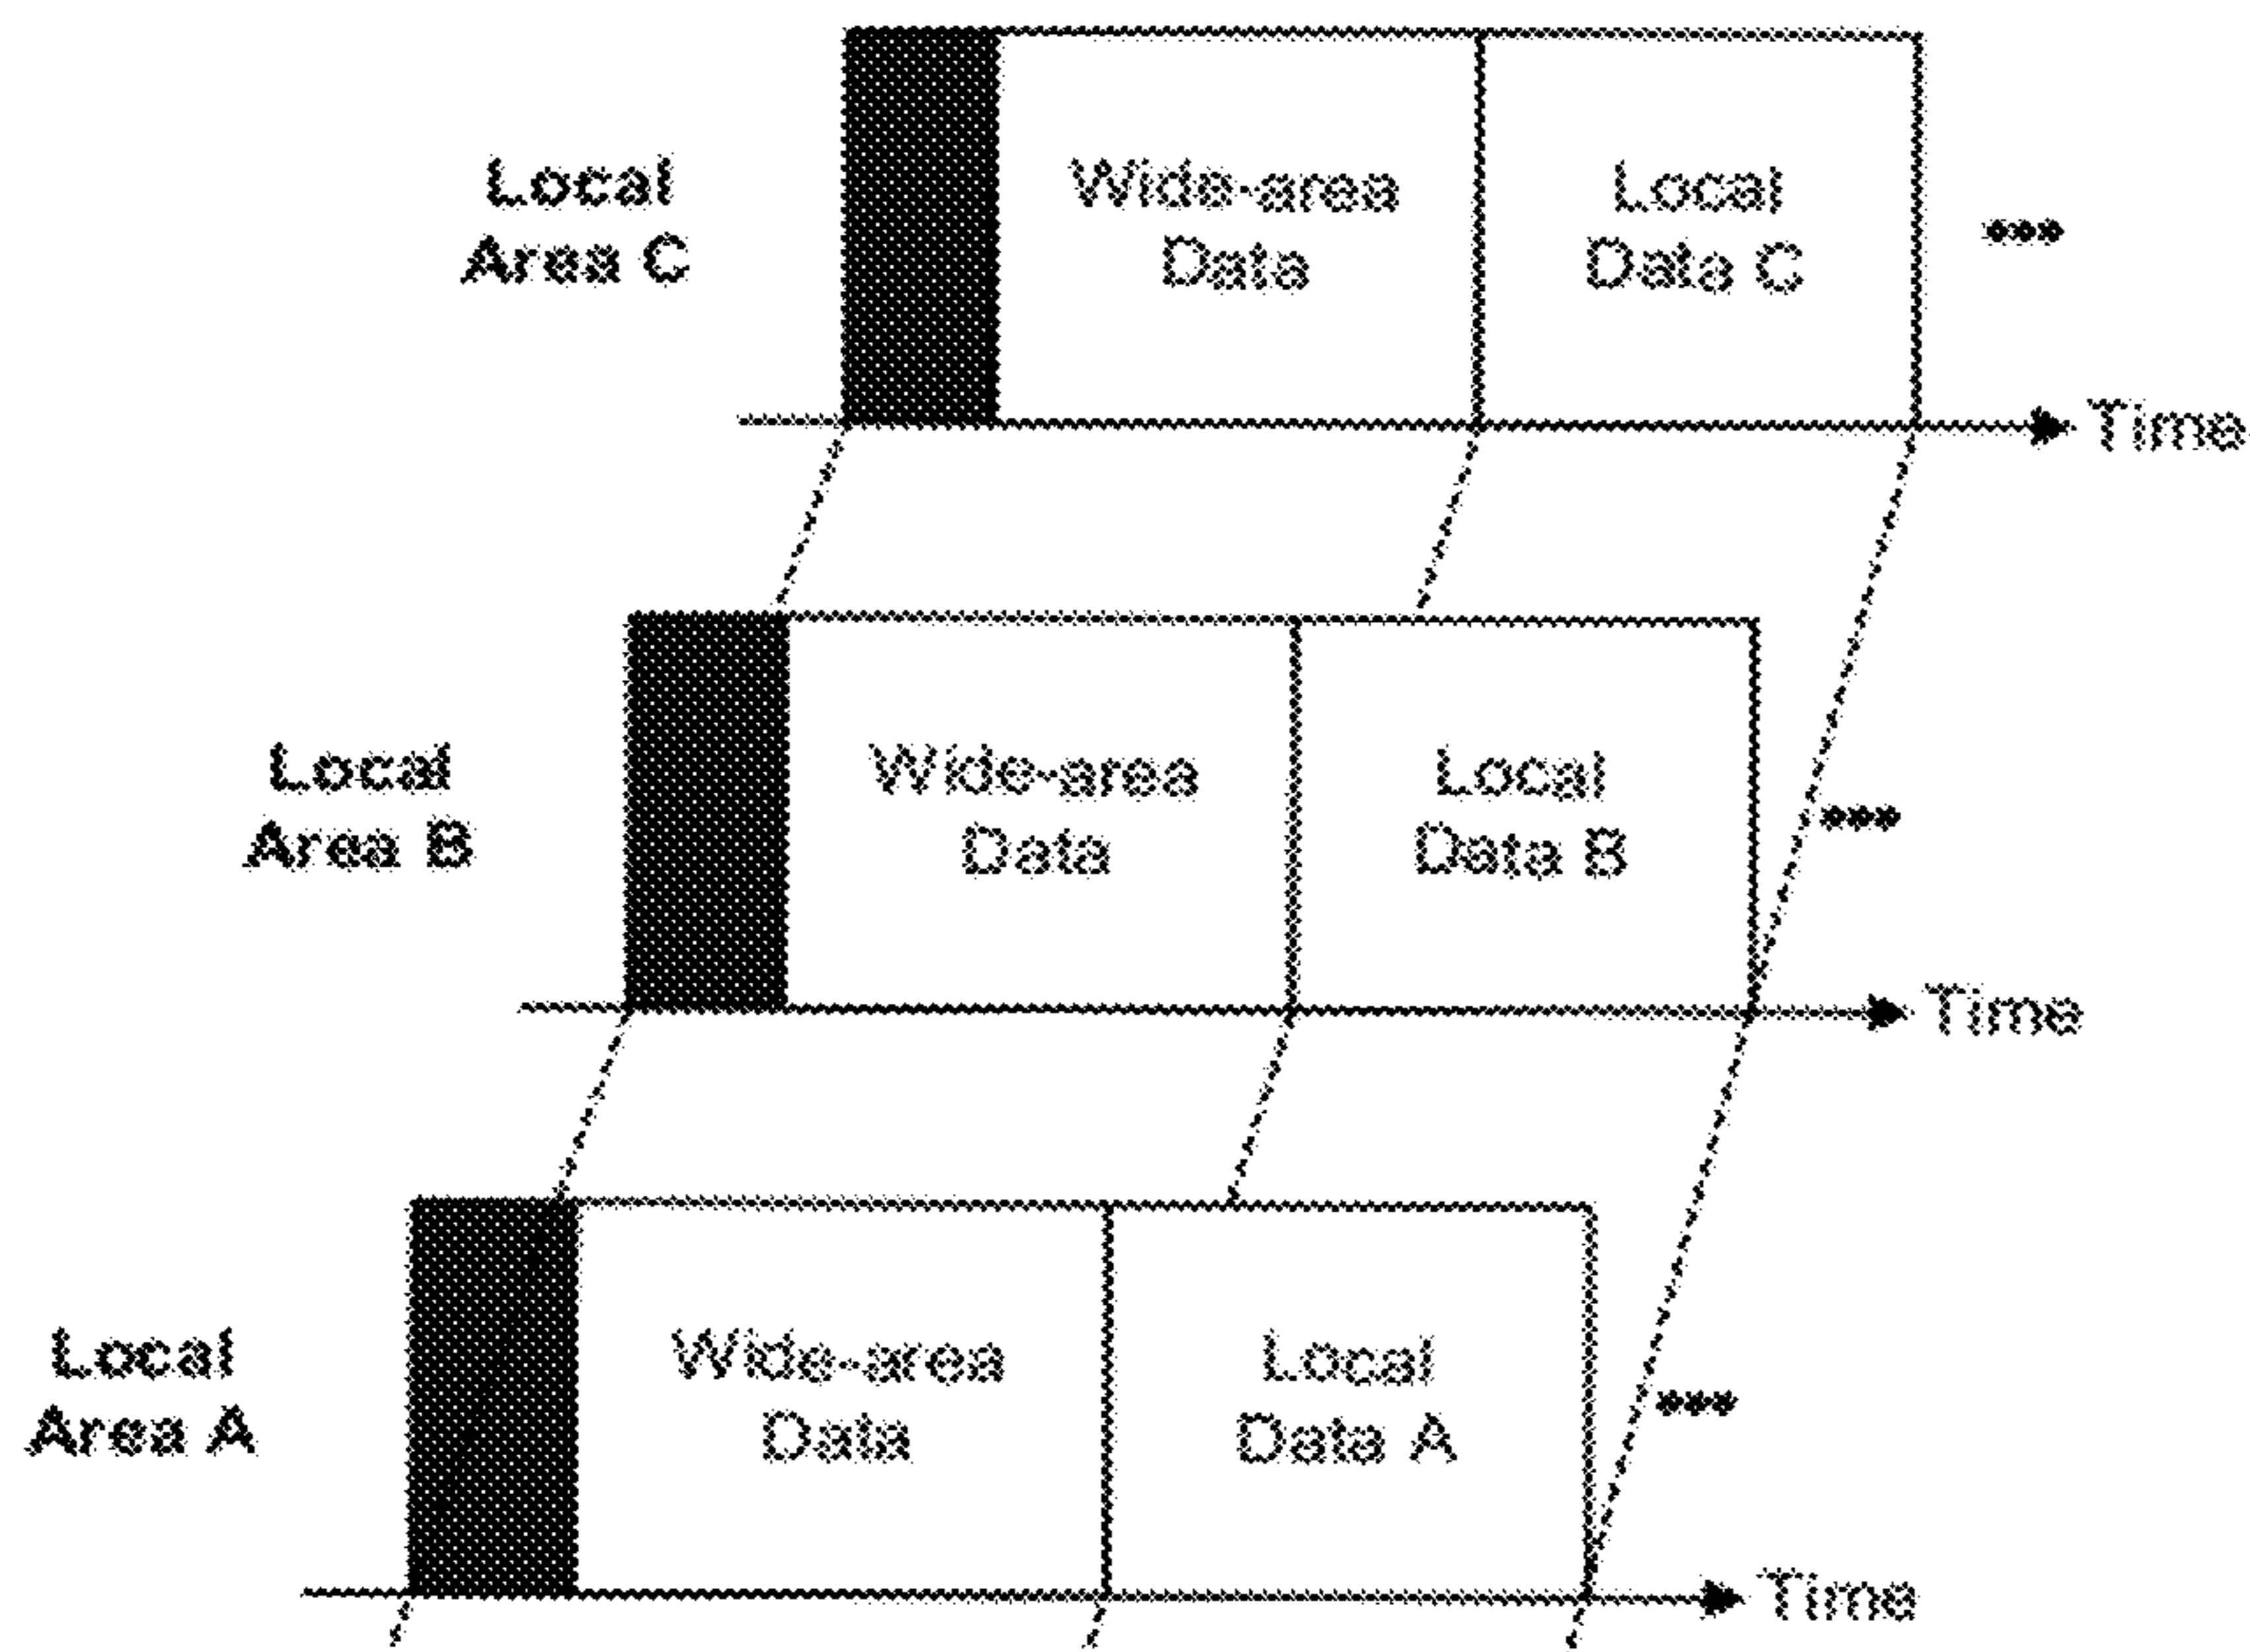 Local
Area C
Wide-area
Data
Local
Data C
Time
Local
Area B
Wide-area
Data
Local
Data B
Time
Local
Area A
Wide-area
Data
Local
Data A
Time